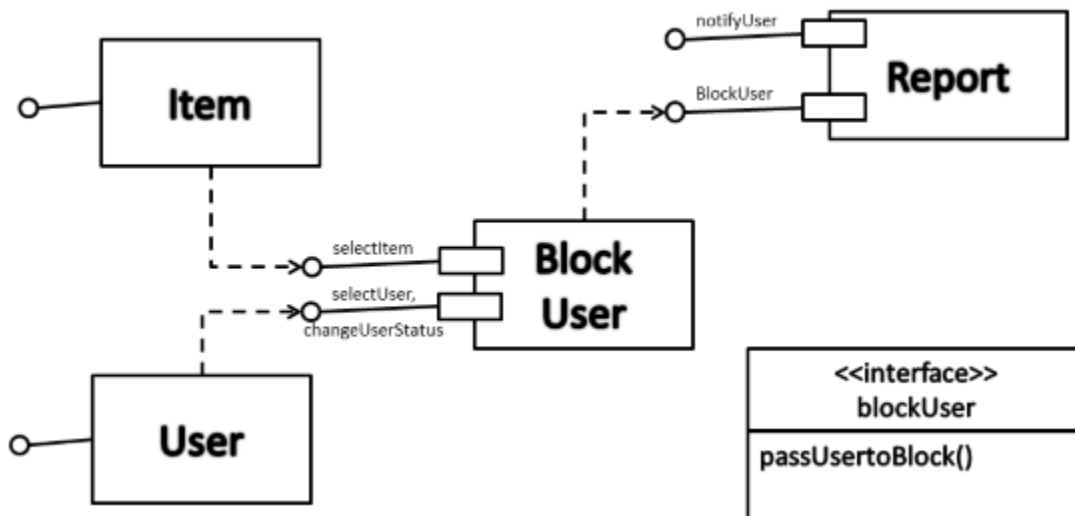 notifyUser
Report
Item
BlockUser
selectItem
Block
User
selectUser,
changeUserStatus
User
<<interface>>
blockUser
passUsertoBlock()